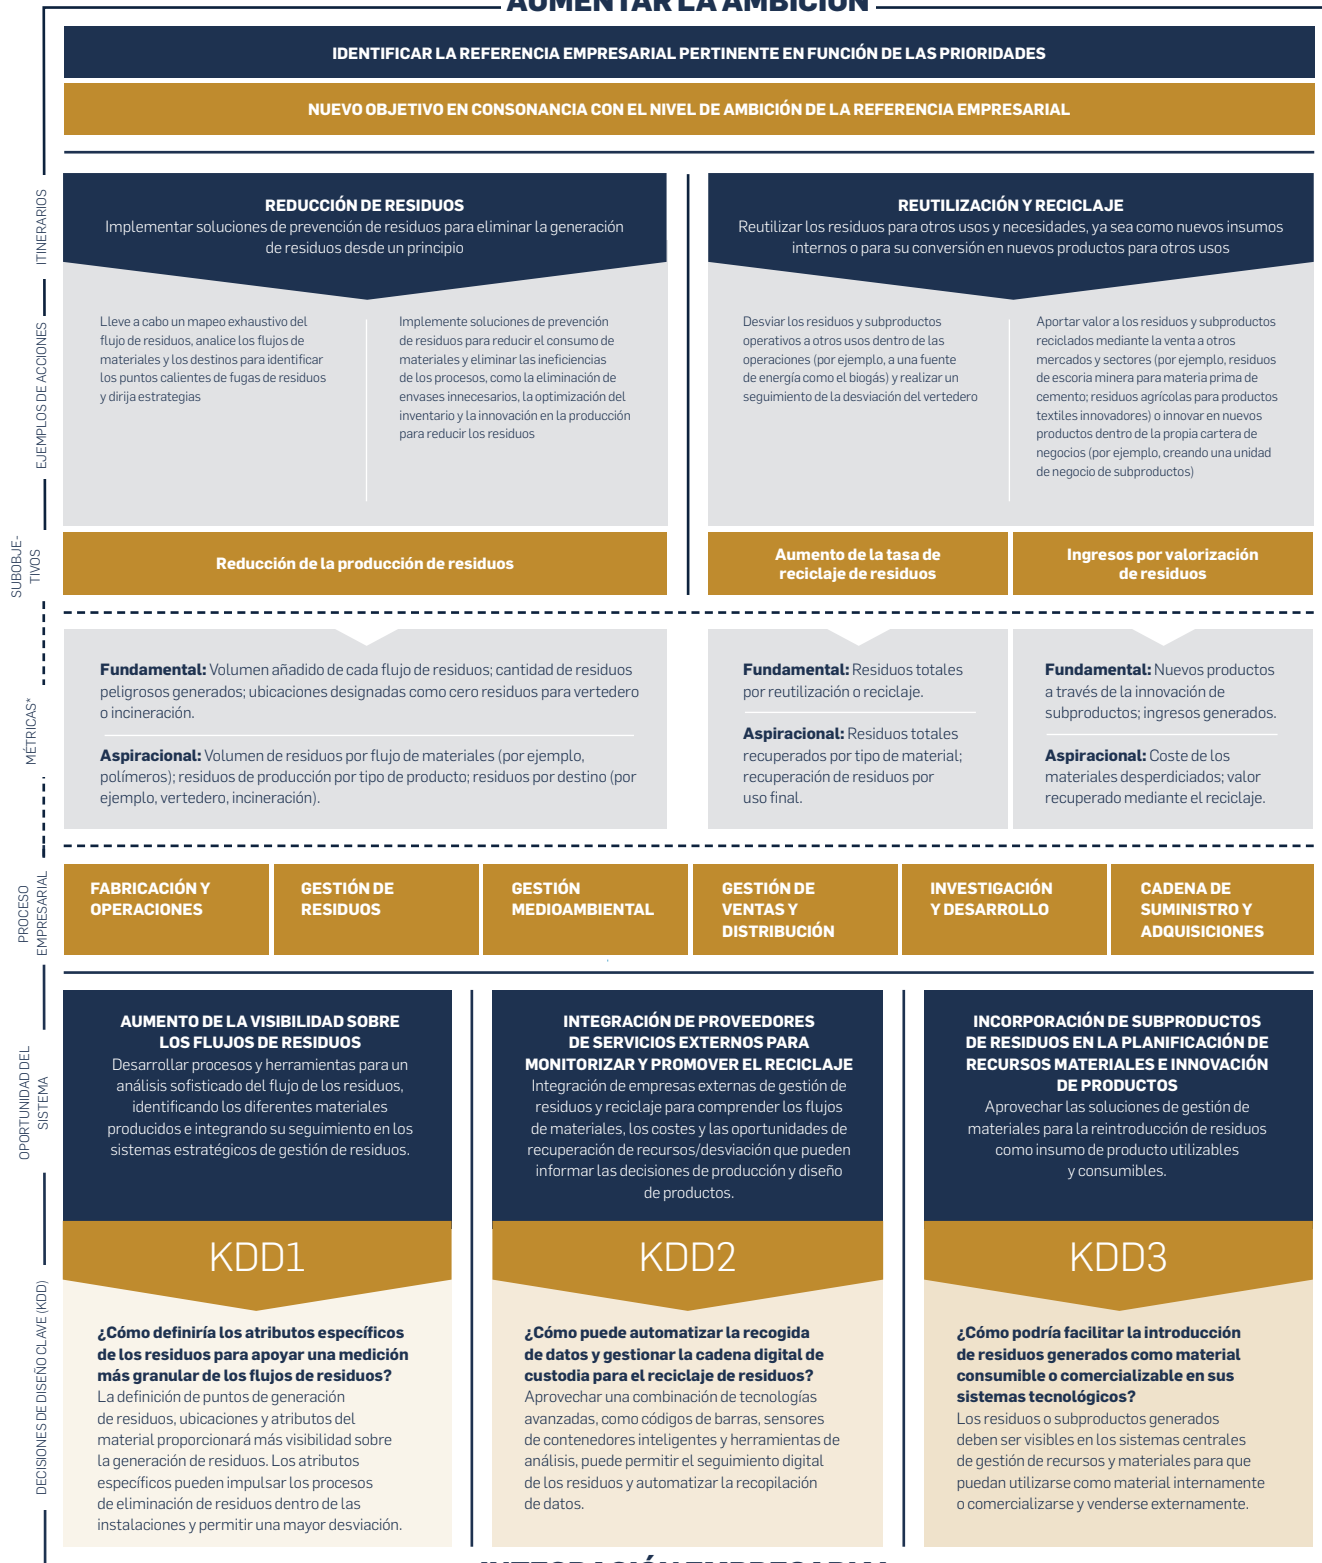 AUMENTAR LA AMBICIÓN
IDENTIFICAR LA REFERENCIA EMPRESARIAL PERTINENTE EN FUNCIÓN DE LAS PRIORIDADES
NUEVO OBJETIVO EN CONSONANCIA CON EL NIVEL DE AMBICIÓN DE LA REFERENCIA EMPRESARIAL
ITINERARIOS
REDUCCIÓN DE RESIDUOS
Implementar soluciones de prevención de residuos para eliminar la generación
de residuos desde un principio
REUTILIZACIÓN Y RECICLAJE
Reutilizar los residuos para otros usos y necesidades, ya sea como nuevos insumos
internos o para su conversión en nuevos productos para otros usos
EJEMPLOS DE ACCIONES
Lleve a cabo un mapeo exhaustivo del
flujo de residuos, analice los flujos de
materiales y los destinos para identificar
los puntos calientes de fugas de residuos
y dirija estrategias
Implemente soluciones de prevención
de residuos para reducir el consumo de
materiales y eliminar las ineficiencias
de los procesos, como la eliminación de
envases innecesarios, la optimización del
inventario y la innovación en la producción
para reducir los residuos
Desviar los residuos y subproductos
operativos a otros usos dentro de las
operaciones (por ejemplo, a una fuente
de energía como el biogás) y realizar un
seguimiento de la desviación del vertedero
Aportar valor a los residuos y subproductos
reciclados mediante la venta a otros
mercados y sectores (por ejemplo, residuos
de escoria minera para materia prima de
cemento; residuos agrícolas para productos
textiles innovadores) o innovar en nuevos
productos dentro de la propia cartera de
negocios (por ejemplo, creando una unidad
de negocio de subproductos)
SUBOBJE-
TIVOS
Reducción de la producción de residuos
Aumento de la tasa de
reciclaje de residuos
Ingresos por valorización
de residuos
MÉTRICAS*
Fundamental: Volumen añadido de cada flujo de residuos; cantidad de residuos
peligrosos generados; ubicaciones designadas como cero residuos para vertedero
o incineración.
Aspiracional: Volumen de residuos por flujo de materiales (por ejemplo,
polímeros); residuos de producción por tipo de producto; residuos por destino (por
ejemplo, vertedero, incineración).
Fundamental: Residuos totales
por reutilización o reciclaje.
Aspiracional: Residuos totales
recuperados por tipo de material;
recuperación de residuos por
uso final.
Fundamental: Nuevos productos
a través de la innovación de
subproductos; ingresos generados.
Aspiracional: Coste de los
materiales desperdiciados; valor
recuperado mediante el reciclaje.
PROCESO
EMPRESARIAL
FABRICACIÓN Y
OPERACIONES
GESTIÓN DE
RESIDUOS
GESTIÓN
MEDIOAMBIENTAL
GESTIÓN DE
VENTAS Y
DISTRIBUCIÓN
INVESTIGACIÓN
Y DESARROLLO
CADENA DE
SUMINISTRO Y
ADQUISICIONES
OPORTUNIDAD DEL
SISTEMA
AUMENTO DE LA VISIBILIDAD SOBRE
LOS FLUJOS DE RESIDUOS
Desarrollar procesos y herramientas para un
análisis sofisticado del flujo de los residuos,
identificando los diferentes materiales
producidos e integrando su seguimiento en los
sistemas estratégicos de gestión de residuos.
INTEGRACIÓN DE PROVEEDORES
DE SERVICIOS EXTERNOS PARA
MONITORIZAR Y PROMOVER EL RECICLAJE
Integración de empresas externas de gestión de
residuos y reciclaje para comprender los flujos
de materiales, los costes y las oportunidades de
recuperación de recursos/desviación que pueden
informar las decisiones de producción y diseño
de productos.
INCORPORACIÓN DE SUBPRODUCTOS
DE RESIDUOS EN LA PLANIFICACIÓN DE
RECURSOS MATERIALES E INNOVACIÓN
DE PRODUCTOS
Aprovechar las soluciones de gestión de
materiales para la reintroducción de residuos
como insumo de producto utilizables
y consumibles.
DECISIONES DE DISEÑO CLAVE (KDD)
KDD1
¿Cómo definiría los atributos específicos
de los residuos para apoyar una medición
más granular de los flujos de residuos?
La definición de puntos de generación
de residuos, ubicaciones y atributos del
material proporcionará más visibilidad sobre
la generación de residuos. Los atributos
específicos pueden impulsar los procesos
de eliminación de residuos dentro de las
instalaciones y permitir una mayor desviación.
KDD2
¿Cómo puede automatizar la recogida
de datos y gestionar la cadena digital de
custodia para el reciclaje de residuos?
Aprovechar una combinación de tecnologías
avanzadas, como códigos de barras, sensores
de contenedores inteligentes y herramientas de
análisis, puede permitir el seguimiento digital
de los residuos y automatizar la recopilación
de datos.
KDD3
¿Cómo podría facilitar la introducción
de residuos generados como material
consumible o comercializable en sus
sistemas tecnológicos?
Los residuos o subproductos generados
deben ser visibles en los sistemas centrales
de gestión de recursos y materiales para que
puedan utilizarse como material internamente
o comercializarse y venderse externamente.
INTEGRACIÓN EMPRESARIAL